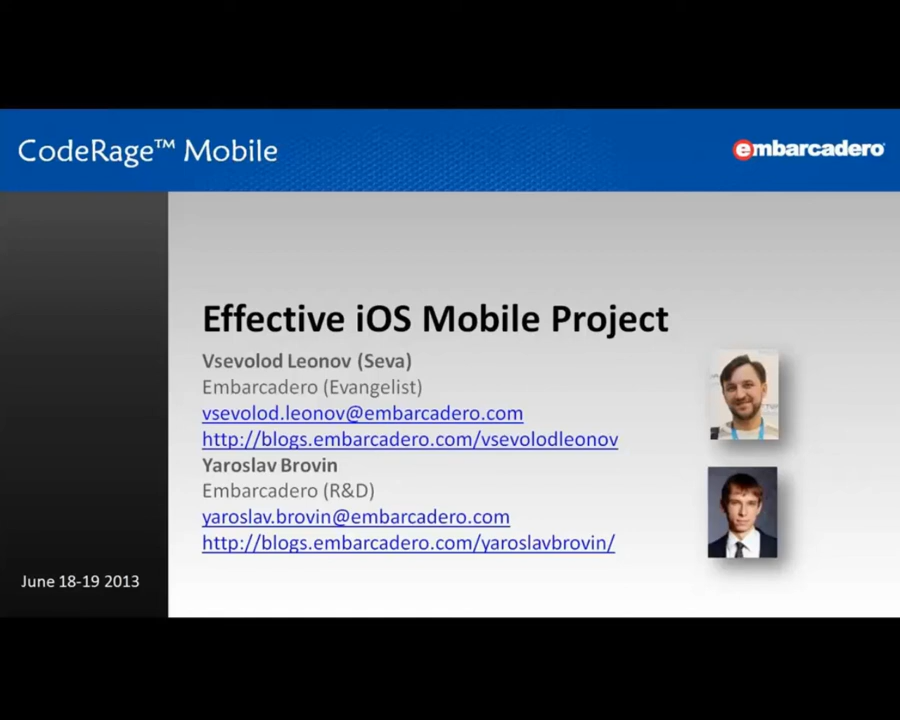 CodeRage™ Mobile
embarcadero
Effective iOS Mobile Project
Vsevolod Leonov (Seva)
Embarcadero (Evangelist)
vsevolod.leonov@embarcadero.com
http://blogs.embarcadero.com/vsevolodleonov
Yaroslav Brovin
Embarcadero (R&D)
yaroslav.brovin@embarcadero.com
http://blogs.embarcadero.com/yaroslavbrovin/
June 18-19 2013